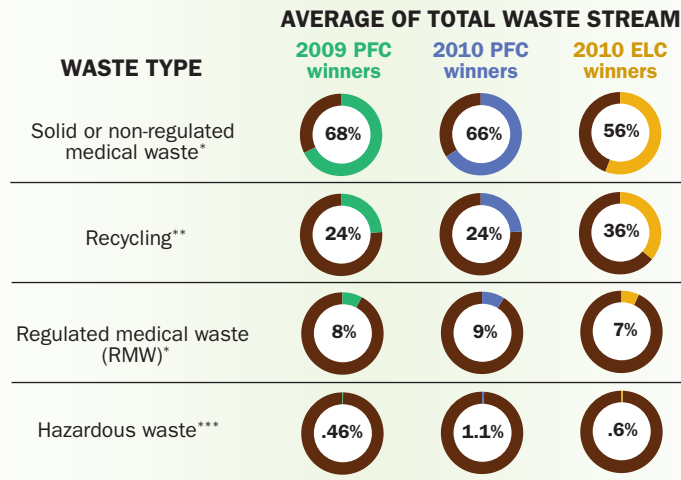 AVERAGE OF TOTAL WASTE STREAM
WASTE TYPE
2009 PFC
winners
2010 PFC
winners
2010 ELC
winners
Solid or non-regulated
medical waste*
68%
66%
56%
Recycling**
24%
24%
36%
Regulated medical waste
(RMW)*
8%
9%
7%
Hazardous waste***
.46%
1.1%
.6%